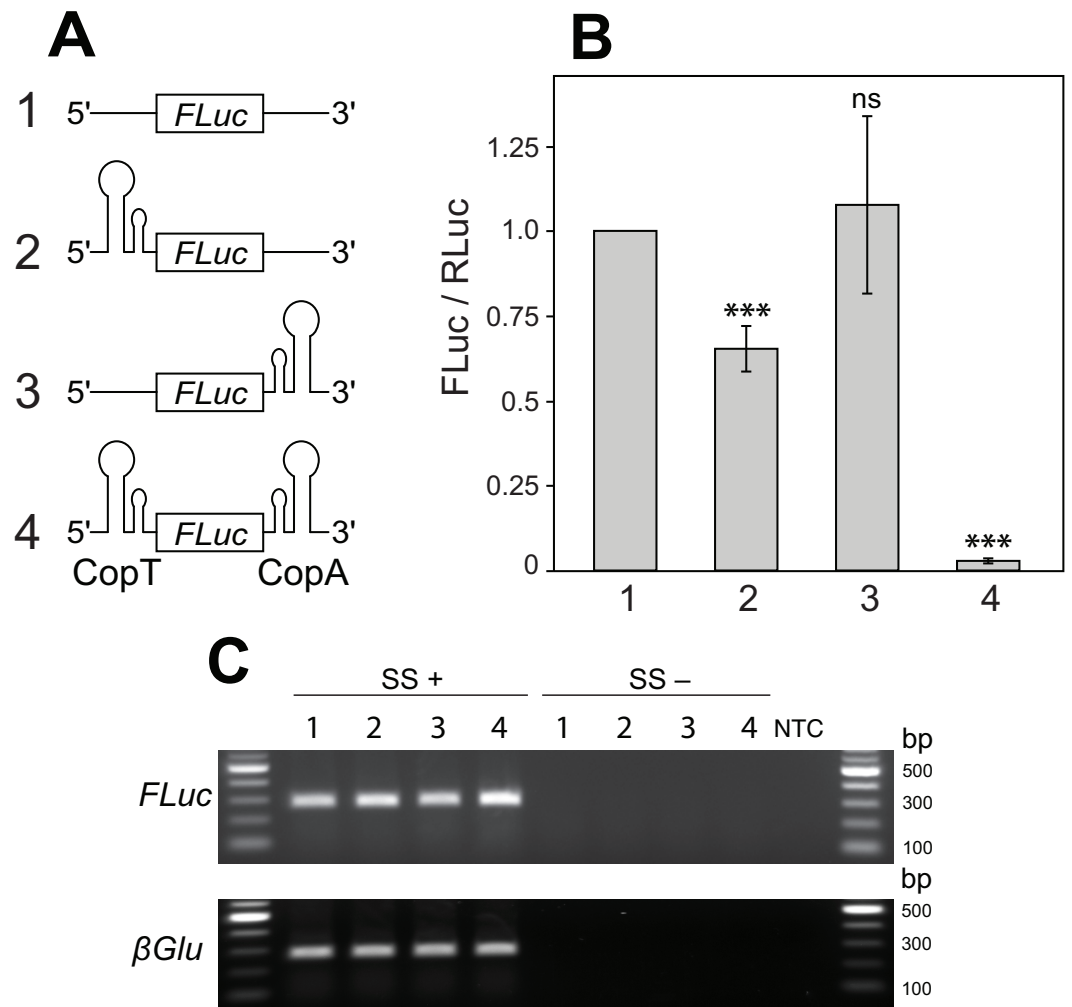 A
1 5' FLuc 3'
2 5' FLuc 3'
3 5' FLuc 3'
4 5' FLuc 3'
CopT CopA
B
FLuc / RLuc
1.25
1.0
0.75
0.5
0.25
0
*** ns ***
1 2 3 4
C
SS + SS –
1 2 3 4 1 2 3 4 NTC
bp
FLuc
500
300
100
bp
βGlu
500
300
100